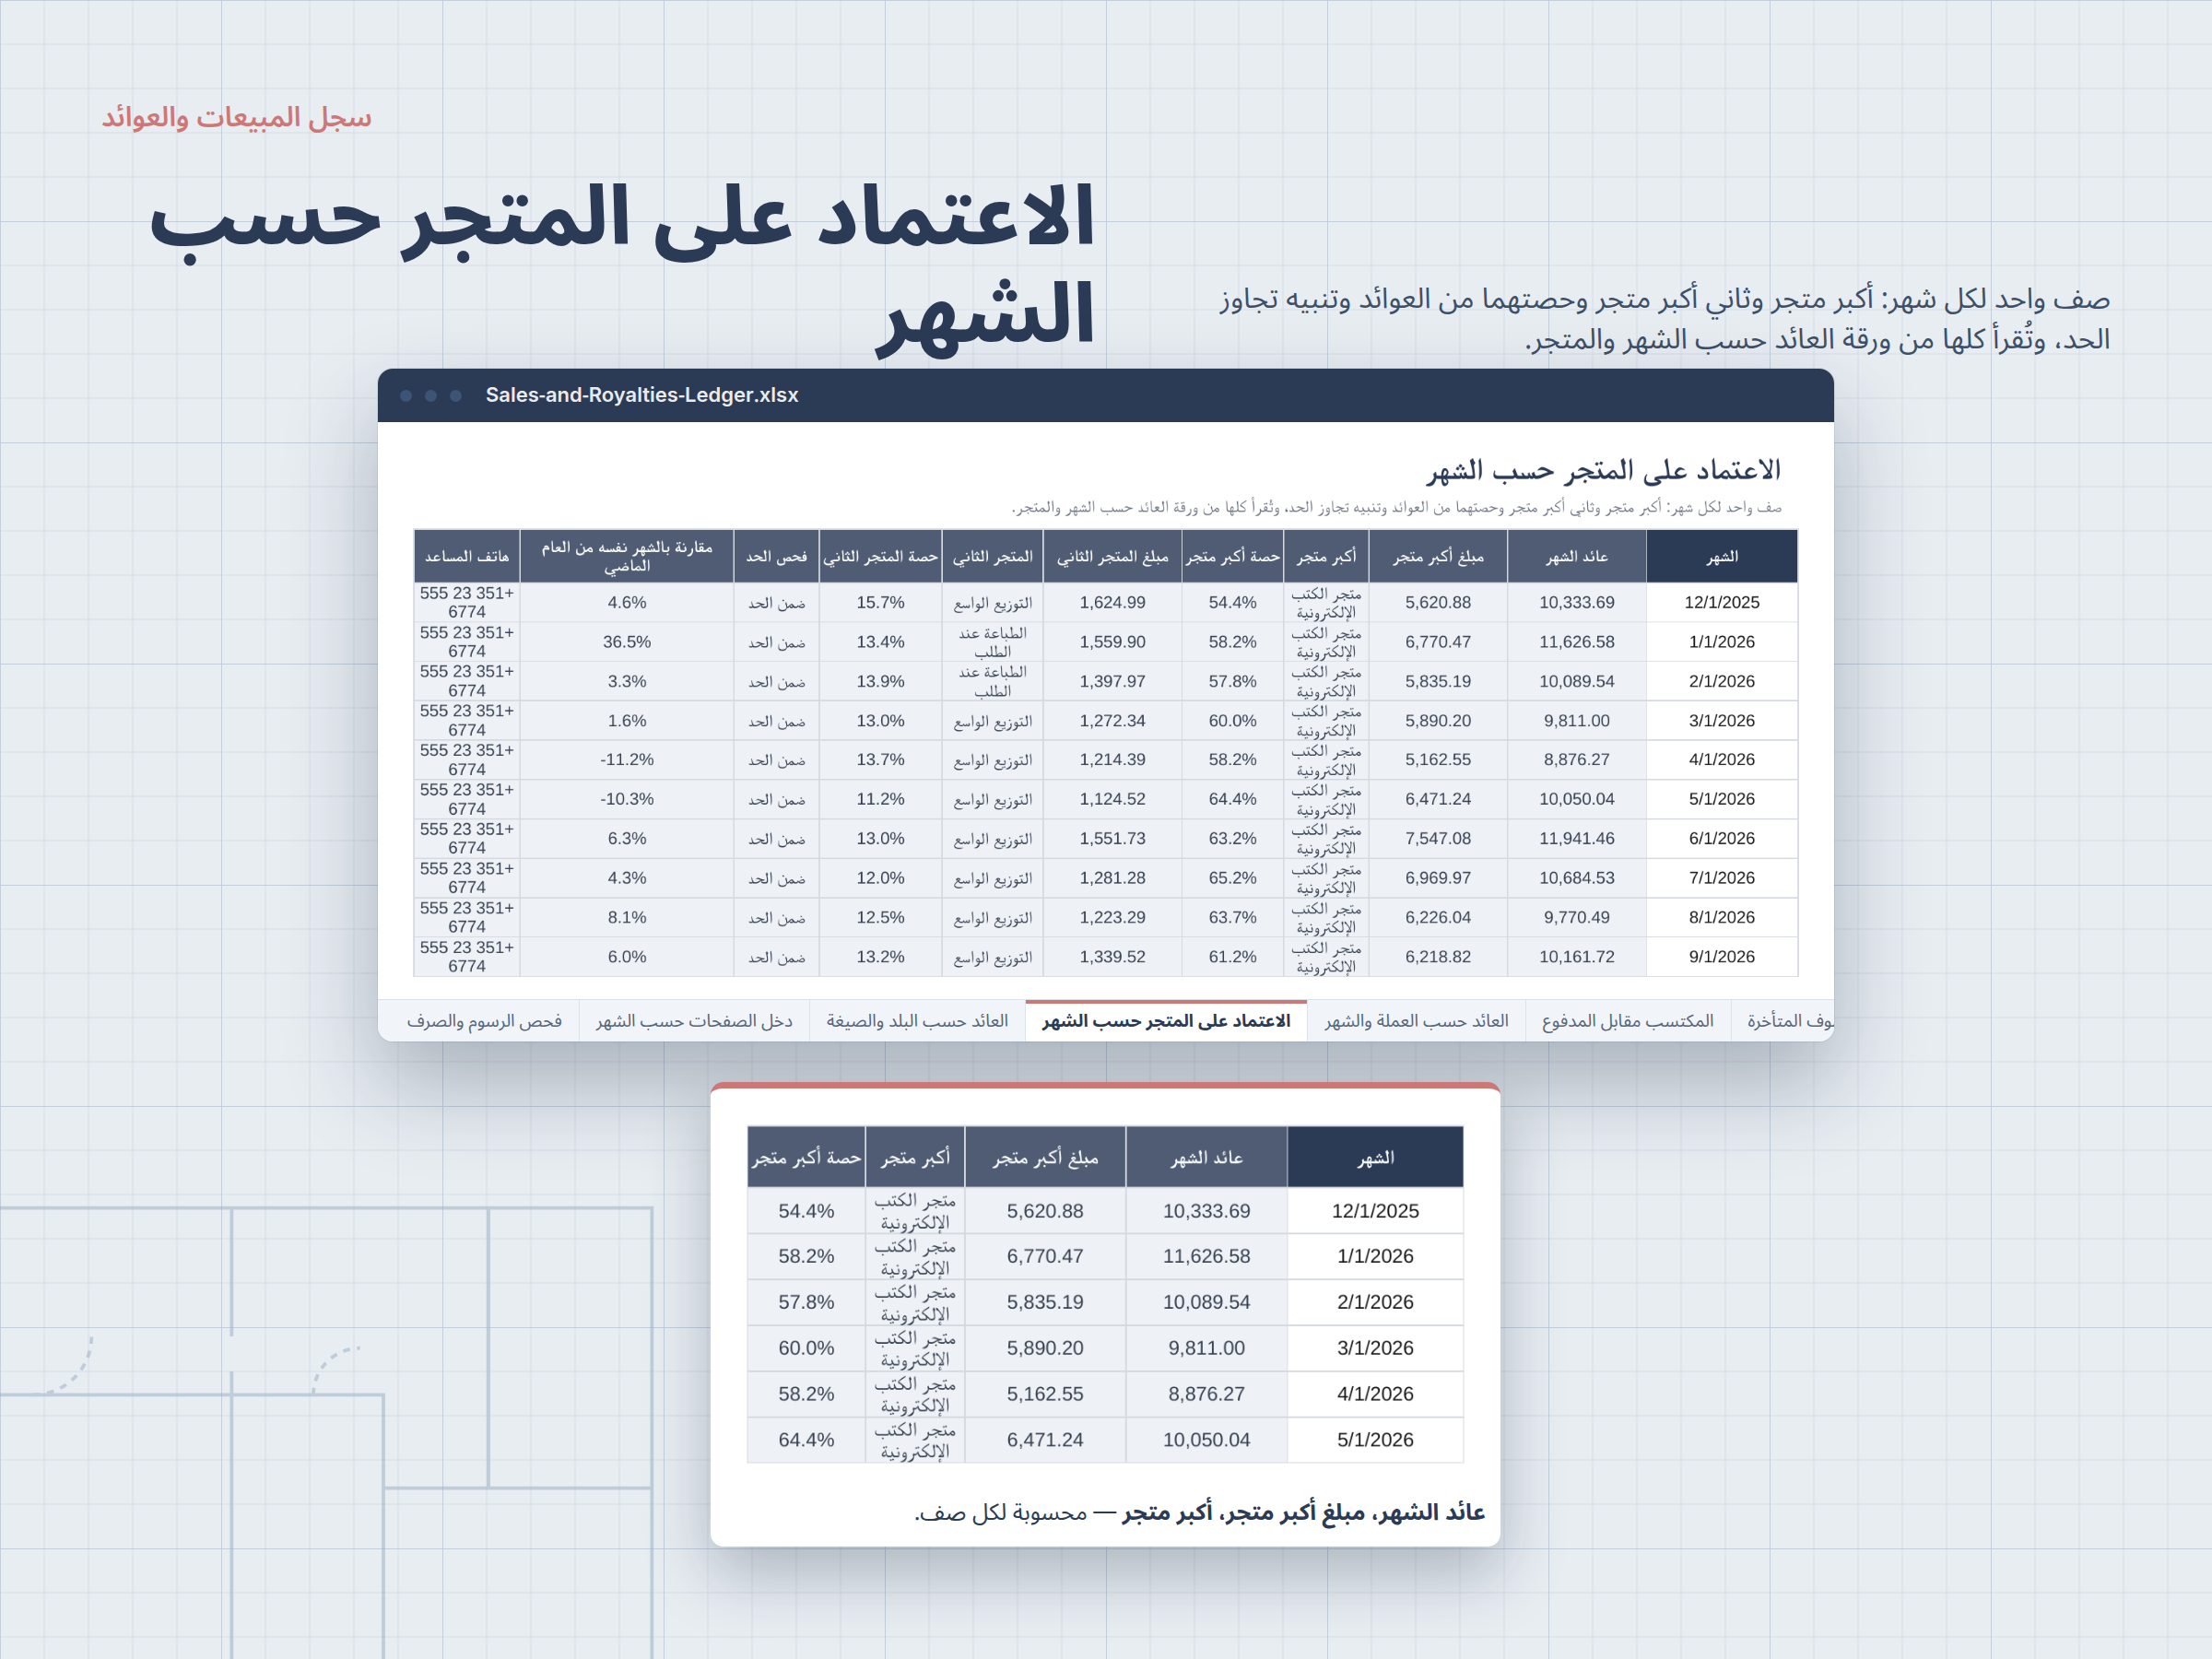 سجل المبيعات والعوائد
الاعتماد على المتجر حسب
الشهر
صف واحد لكل شهر: أكبر متجر وثاني أكبر متجر وحصتهما من العوائد وتنبيه تجاوز
الحد، وتُقرأ كلها من ورقة العائد حسب الشهر والمتجر.
Sales-and-Royalties-Ledger.xlsx
الاعتماد على المتجر حسب الشهر
صف واحد لكل شهر: أكبر متجر وثاني أكبر متجر وحصتهما من العوائد وتنبيه تجاوز الحد، وتُقرأ كلها من ورقة العائد حسب الشهر والمتجر.
الشهر عائد الشهر مبلغ أكبر متجر أكبر متجر حصة أكبر متجر مبلغ المتجر الثاني المتجر الثاني حصة المتجر الثاني فحص الحد مقارنة بالشهر نفسه من العام الماضي هاتف المساعد
12/1/2025 10,333.69 5,620.88 متجر الكتب الإلكترونية 54.4% 1,624.99 التوزيع الواسع 15.7% ضمن الحد 4.6% +351 23 555 6774
1/1/2026 11,626.58 6,770.47 متجر الكتب الإلكترونية 58.2% 1,559.90 الطباعة عند الطلب 13.4% ضمن الحد 36.5% +351 23 555 6774
2/1/2026 10,089.54 5,835.19 متجر الكتب الإلكترونية 57.8% 1,397.97 الطباعة عند الطلب 13.9% ضمن الحد 3.3% +351 23 555 6774
3/1/2026 9,811.00 5,890.20 متجر الكتب الإلكترونية 60.0% 1,272.34 التوزيع الواسع 13.0% ضمن الحد 1.6% +351 23 555 6774
4/1/2026 8,876.27 5,162.55 متجر الكتب الإلكترونية 58.2% 1,214.39 التوزيع الواسع 13.7% ضمن الحد -11.2% +351 23 555 6774
5/1/2026 10,050.04 6,471.24 متجر الكتب الإلكترونية 64.4% 1,124.52 التوزيع الواسع 11.2% ضمن الحد -10.3% +351 23 555 6774
6/1/2026 11,941.46 7,547.08 متجر الكتب الإلكترونية 63.2% 1,551.73 التوزيع الواسع 13.0% ضمن الحد 6.3% +351 23 555 6774
7/1/2026 10,684.53 6,969.97 متجر الكتب الإلكترونية 65.2% 1,281.28 التوزيع الواسع 12.0% ضمن الحد 4.3% +351 23 555 6774
8/1/2026 9,770.49 6,226.04 متجر الكتب الإلكترونية 63.7% 1,223.29 التوزيع الواسع 12.5% ضمن الحد 8.1% +351 23 555 6774
9/1/2026 10,161.72 6,218.82 متجر الكتب الإلكترونية 61.2% 1,339.52 التوزيع الواسع 13.2% ضمن الحد 6.0% +351 23 555 6774
المتأخرة المكتسب مقابل المدفوع العائد حسب العملة والشهر الاعتماد على المتجر حسب الشهر العائد حسب البلد والصيغة دخل الصفحات حسب الشهر فحص الرسوم والصرف
الشهر عائد الشهر مبلغ أكبر متجر أكبر متجر حصة أكبر متجر
12/1/2025 10,333.69 5,620.88 متجر الكتب الإلكترونية 54.4%
1/1/2026 11,626.58 6,770.47 متجر الكتب الإلكترونية 58.2%
2/1/2026 10,089.54 5,835.19 متجر الكتب الإلكترونية 57.8%
3/1/2026 9,811.00 5,890.20 متجر الكتب الإلكترونية 60.0%
4/1/2026 8,876.27 5,162.55 متجر الكتب الإلكترونية 58.2%
5/1/2026 10,050.04 6,471.24 متجر الكتب الإلكترونية 64.4%
عائد الشهر، مبلغ أكبر متجر، أكبر متجر — محسوبة لكل صف.